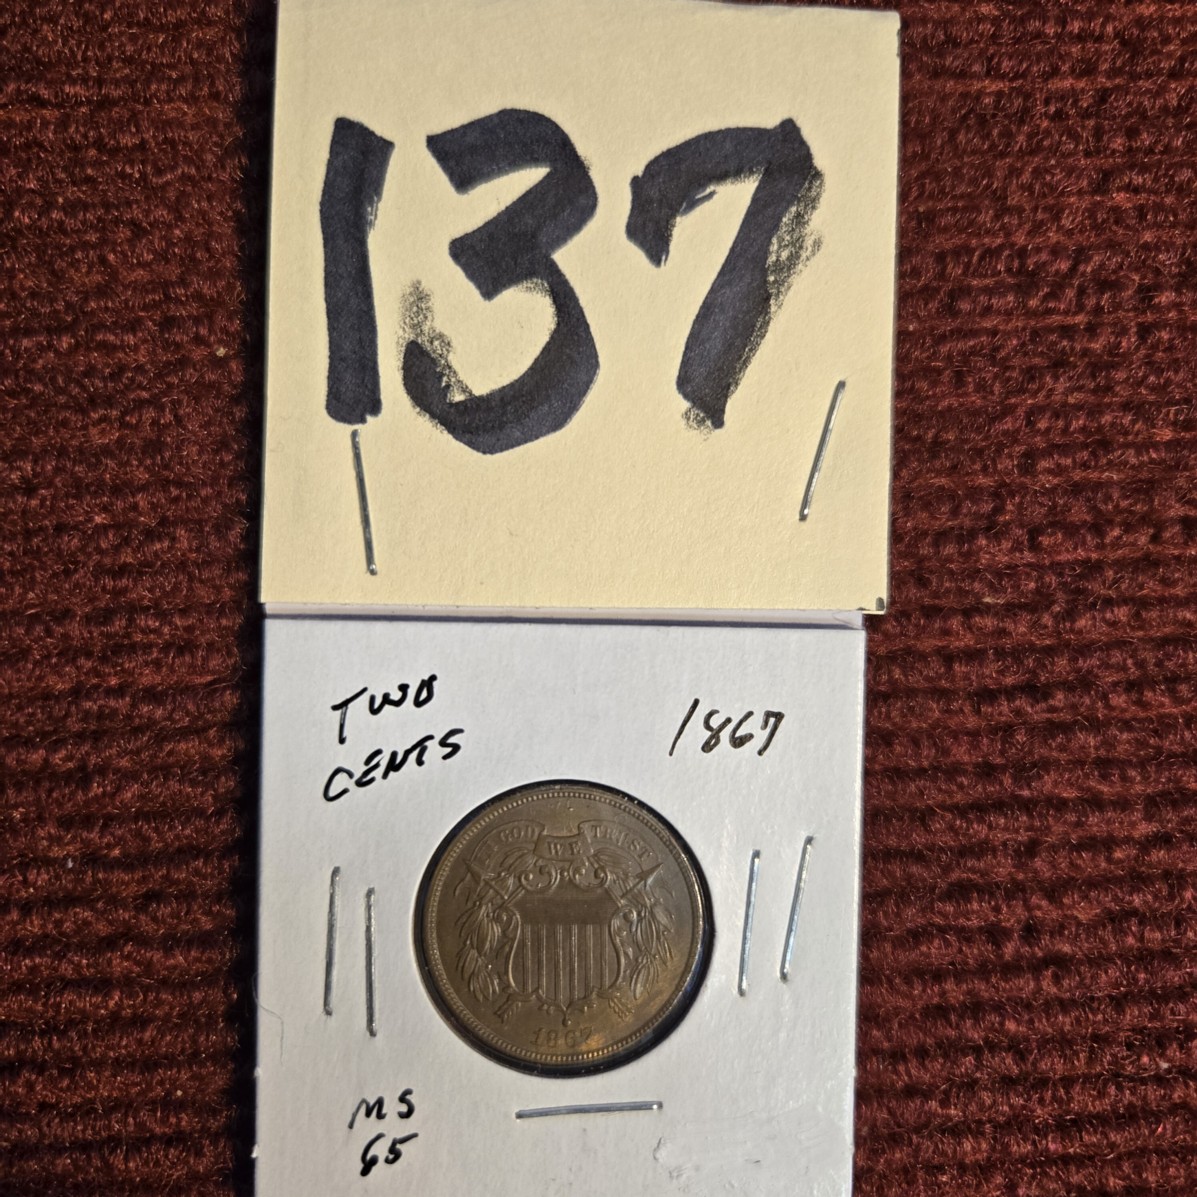 137
TWO
CENTS
1867
IN GOD WE TRUST
1867
MS
65